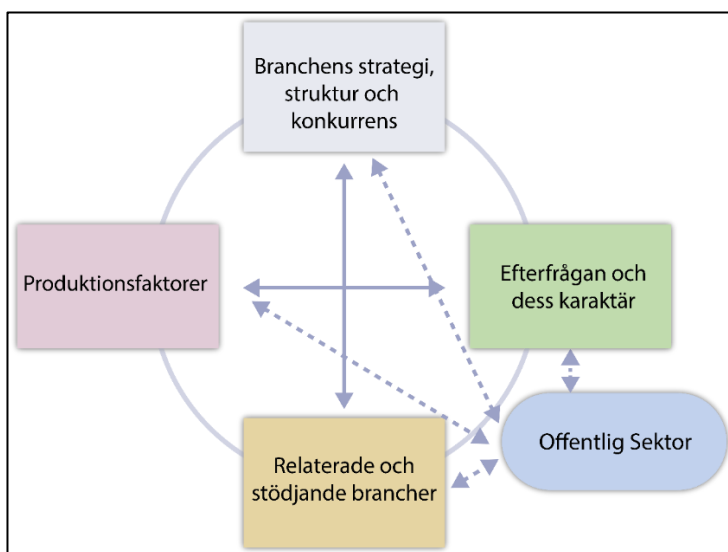 Branchens strategi,
struktur och
konkurrens
Produktionsfaktorer
Efterfrågan och
dess karaktär
Relaterade och
stödjande brancher
Offentlig Sektor